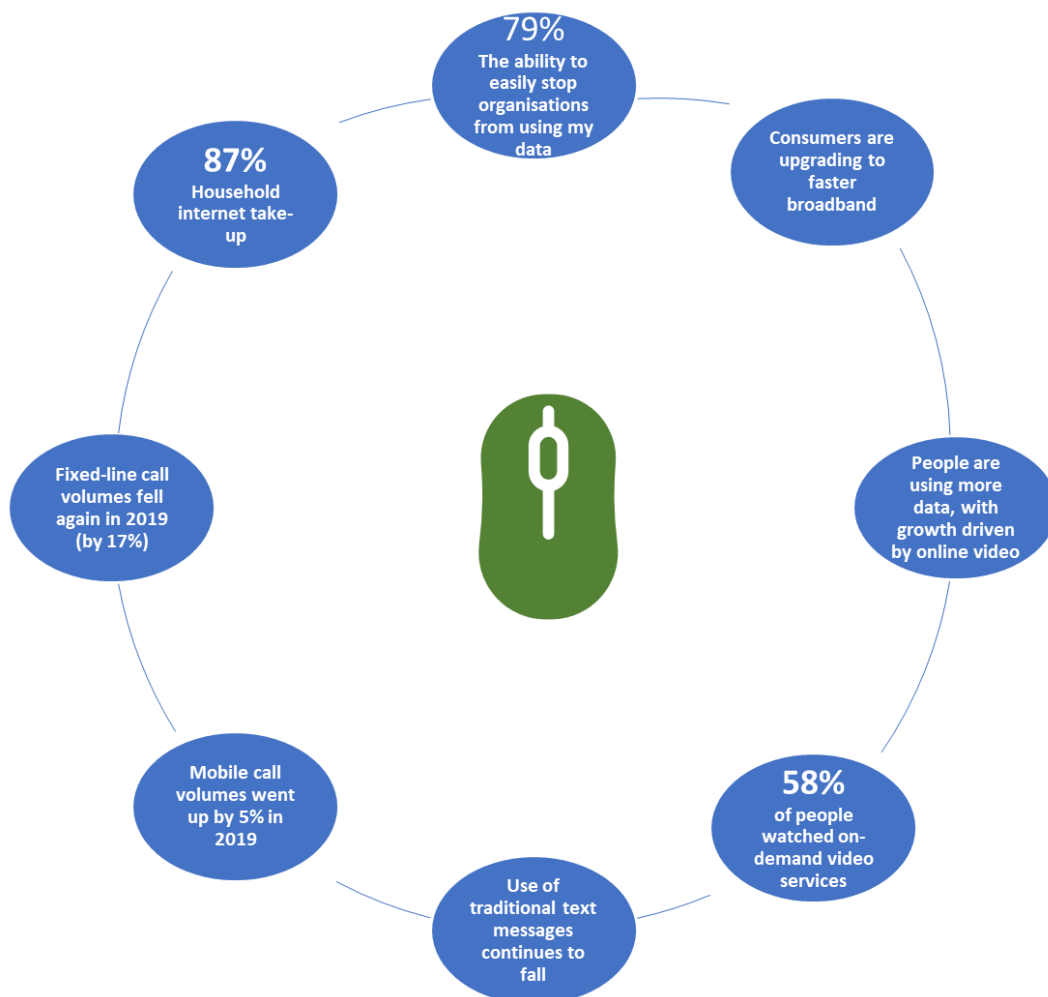 79%
The ability to
easily stop
organisations
from using my
data
Consumers are
upgrading to
faster
broadband
People are
using more
data, with
growth driven
by online video
58%
of people
watched on-
demand video
services
Use of
traditional text
messages
continues to
fall
Mobile call
volumes went
up by 5% in
2019
Fixed-line call
volumes fell
again in 2019
(by 17%)
87%
Household
internet take-
up